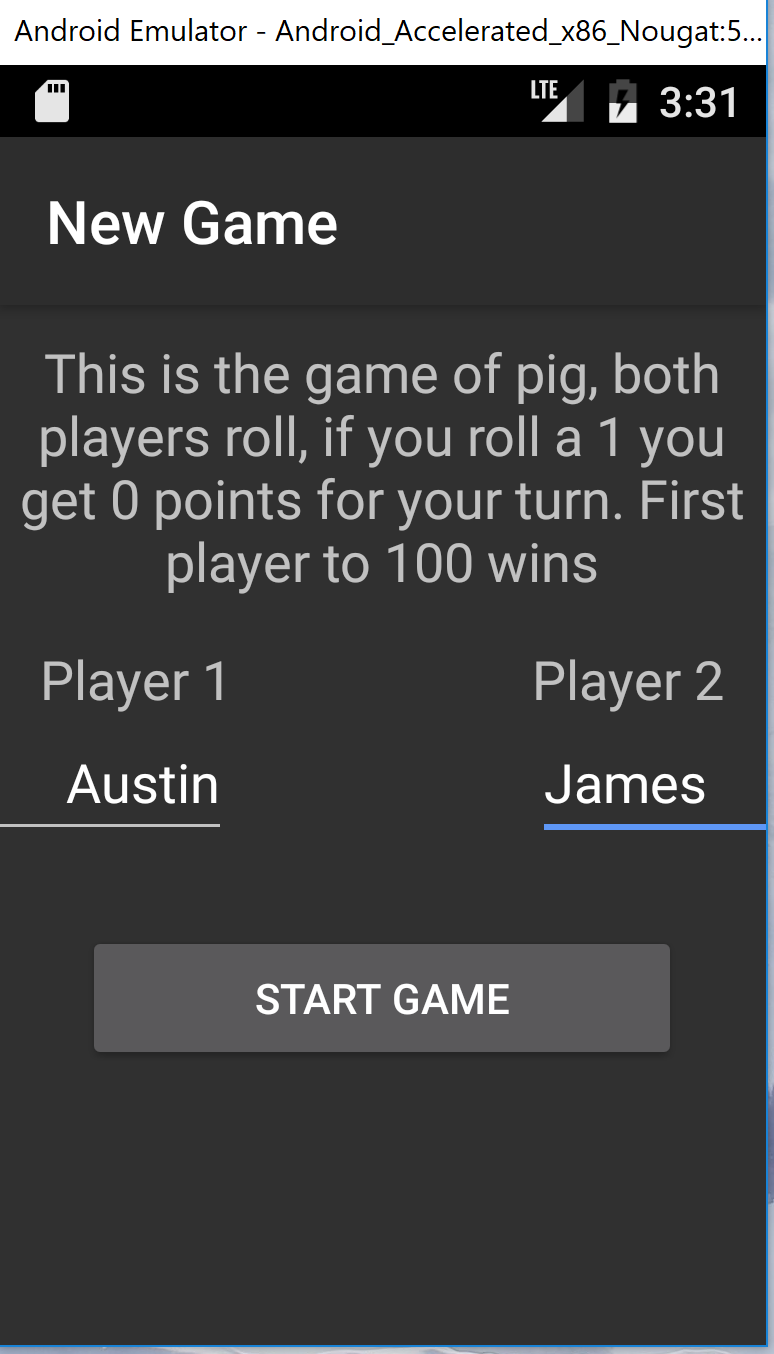 Android Emulator - Android_Accelerated_x86_Nougat:5...
LTE 3:31
New Game
This is the game of pig, both
players roll, if you roll a 1 you
get 0 points for your turn. First
player to 100 wins
Player 1 Player 2
Austin James
START GAME